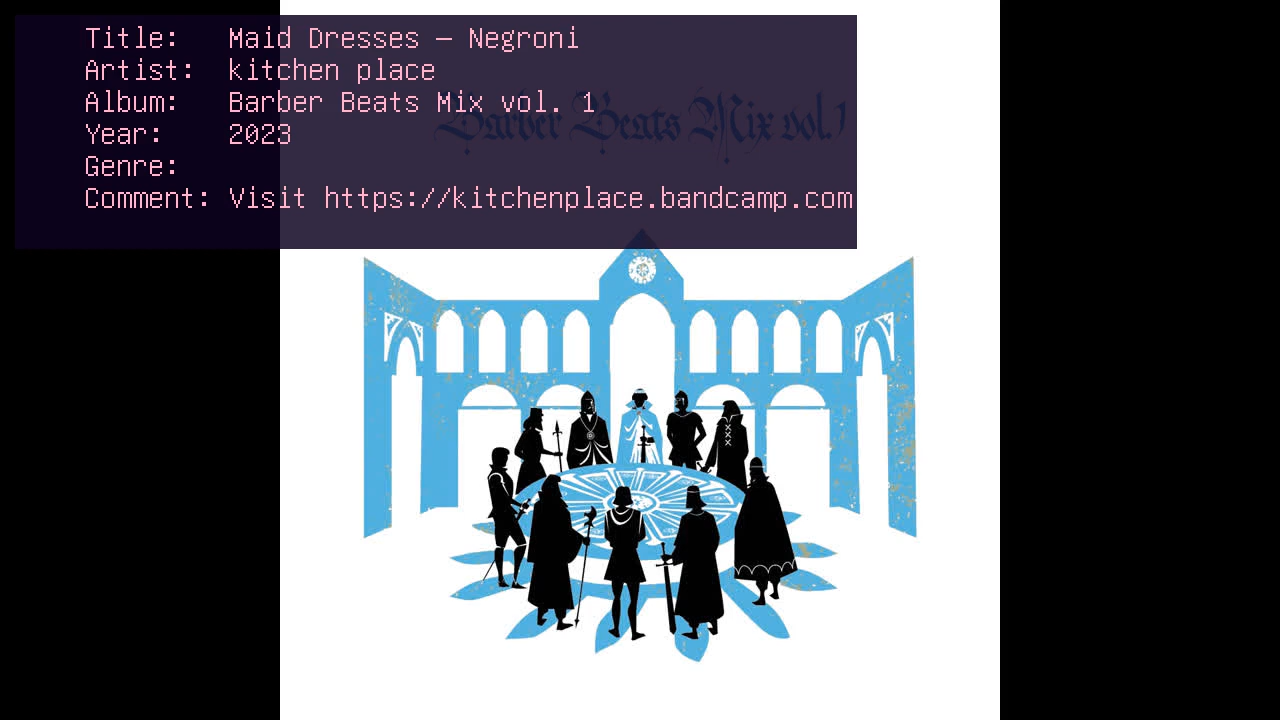 Title: Maid Dresses – Negroni
Artist: kitchen place
Album: Barber Beats Mix vol. 1
Year: 2023
Genre:
Comment: Visit https://kitchenplace.bandcamp.com
Barber Beats Mix vol.1